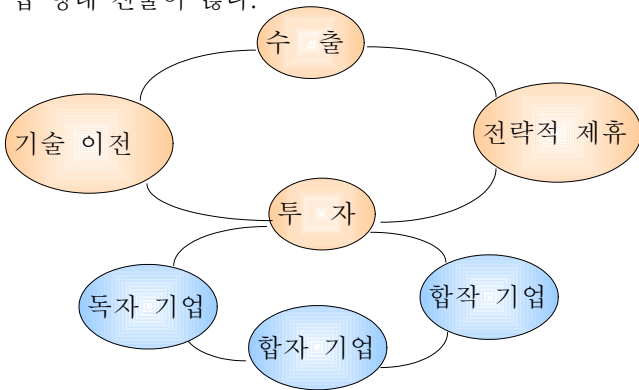 수 출
기술 이전
전략적 제휴
투 자
독자 기업
합작 기업
합자 기업